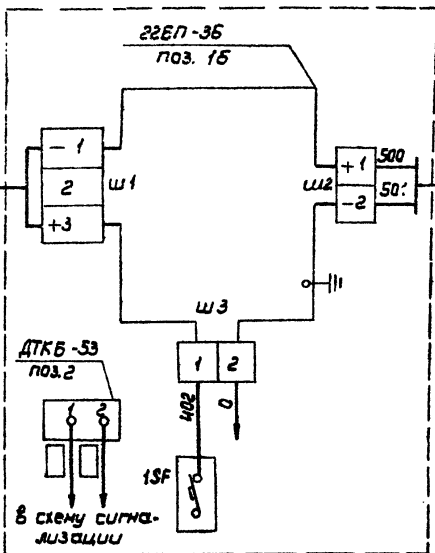 22ЕП-3Б
поз. 15
- 1
2
+3
Ш1
Ш2
+1
-2
500
501
Ш3
1
2
402
0
ДТКБ-53
поз.2
1
2
1SF
в схему сигна-
лизации